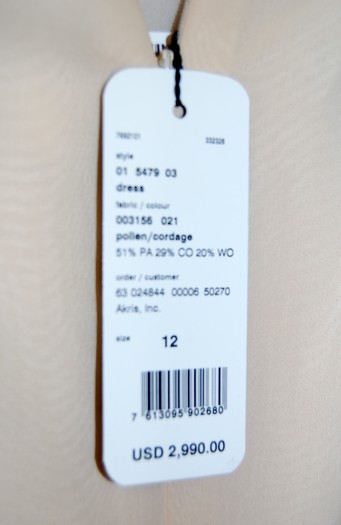 332326
style
01 5479 03
dress
fabric / colour
003156 021
pollen/cordage
51% PA 29% CO 20% WO
order / customer
63 024844 00006 50270
Akris, Inc.
size 12
7 613095 902680
USD 2,990.00